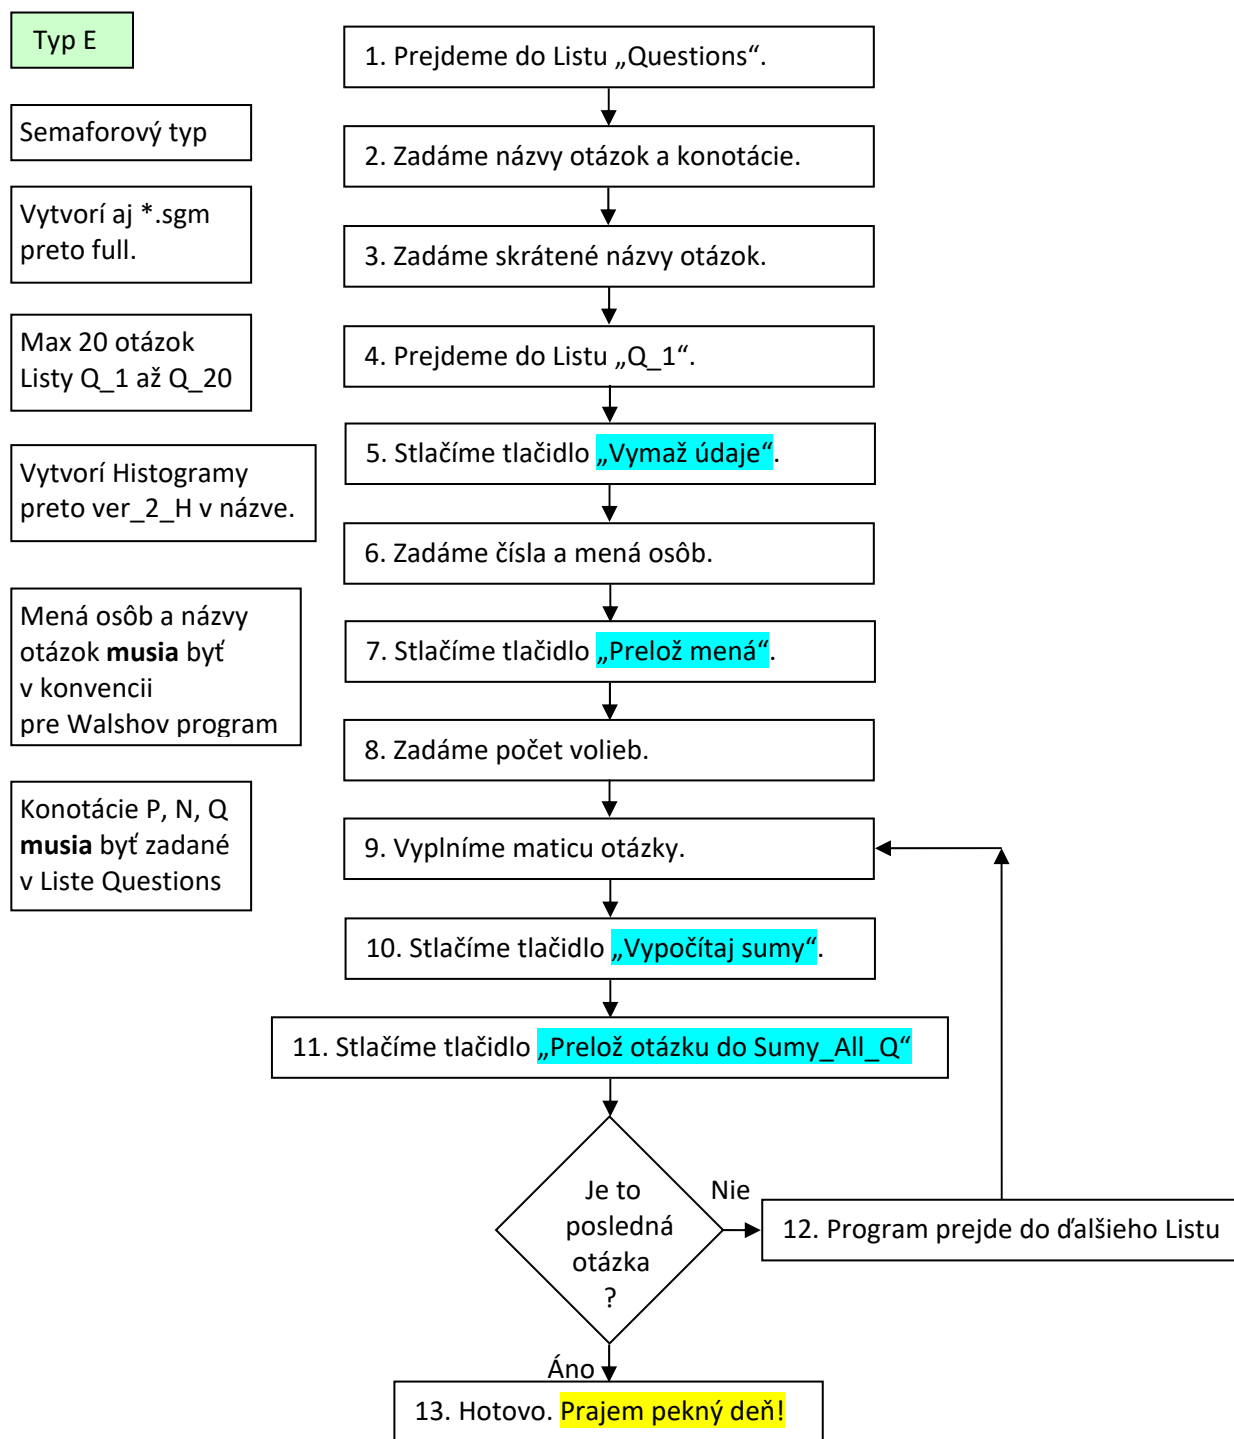 Typ E
Semaforový typ
Vytvorí aj *.sgm
preto full.
Max 20 otázok
Listy Q_1 až Q_20
Vytvorí Histogramy
preto ver_2_H v názve.
Mená osôb a názvy
otázok musia byť
v konvencii
pre Walshov program
Konotácie P, N, Q
musia byť zadané
v Liste Questions
1. Prejdeme do Listu „Questions“.
2. Zadáme názvy otázok a konotácie.
3. Zadáme skrátené názvy otázok.
4. Prejdeme do Listu „Q_1“.
5. Stlačíme tlačidlo „Vymaž údaje“.
6. Zadáme čísla a mená osôb.
7. Stlačíme tlačidlo „Prelož mená“.
8. Zadáme počet volieb.
9. Vyplníme maticu otázky.
10. Stlačíme tlačidlo „Vypočítaj sumy“.
11. Stlačíme tlačidlo „Prelož otázku do Sumy_All_Q“
Je to
posledná
otázka
?
Nie
12. Program prejde do ďalšieho Listu
Áno
13. Hotovo. Prajem pekný deň!